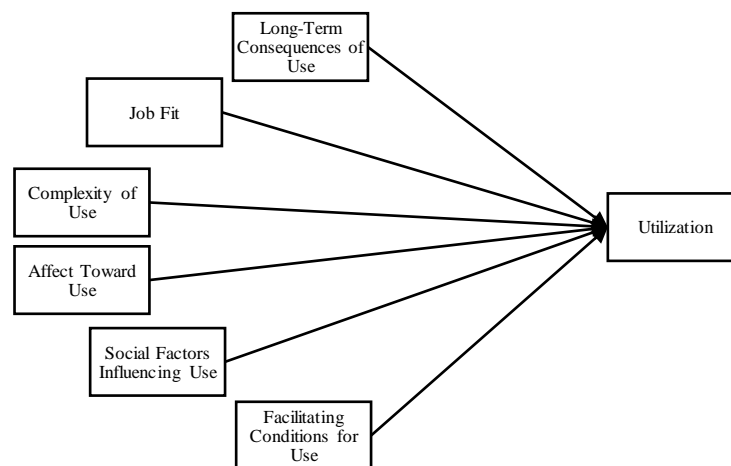 Long-Term
Consequences of
Use
Job Fit
Complexity of
Use
Utilization
Affect Toward
Use
Social Factors
Influencing Use
Facilitating
Conditions for
Use